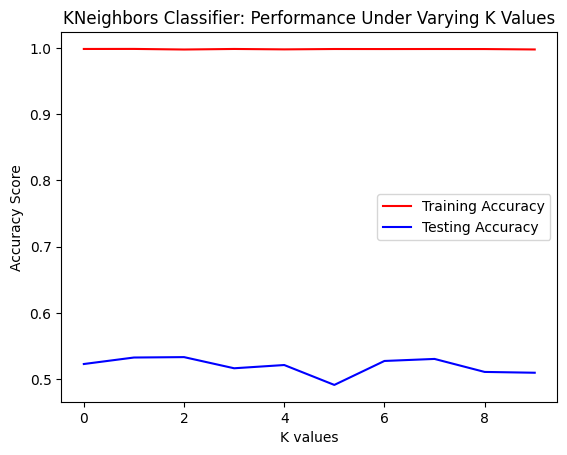 KNeighbors Classifier: Performance Under Varying K Values
1.0
0.9
0.8
0.7
0.6
0.5
Accuracy Score
Training Accuracy
Testing Accuracy
0 2 4 6 8
K values